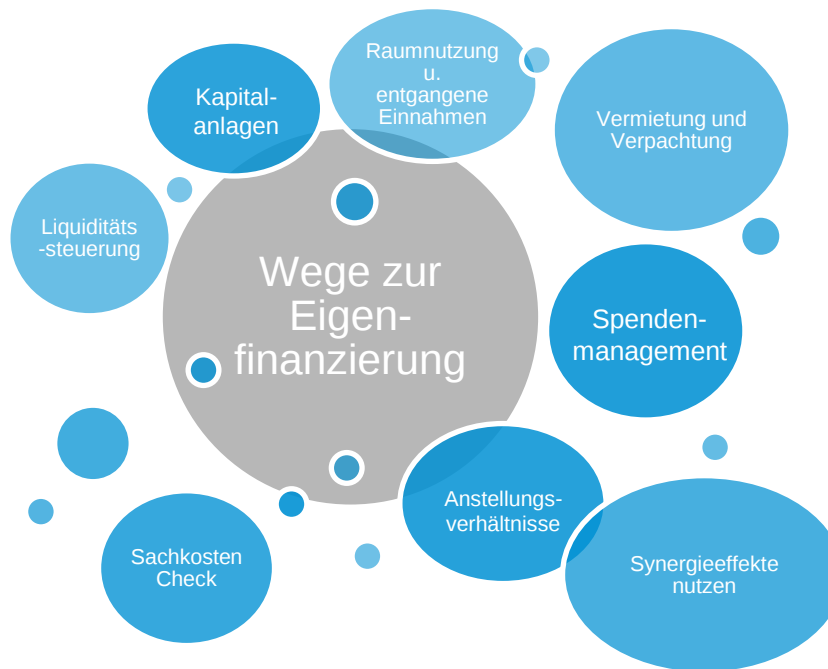 Raumnutzung
u.
entgangene
Einnahmen
Kapital-
anlagen
Vermietung und
Verpachtung
Liquiditäts
-steuerung
Wege zur
Eigen-
finanzierung
Spenden-
management
Anstellungs-
verhältnisse
Sachkosten
Check
Synergieeffekte
nutzen